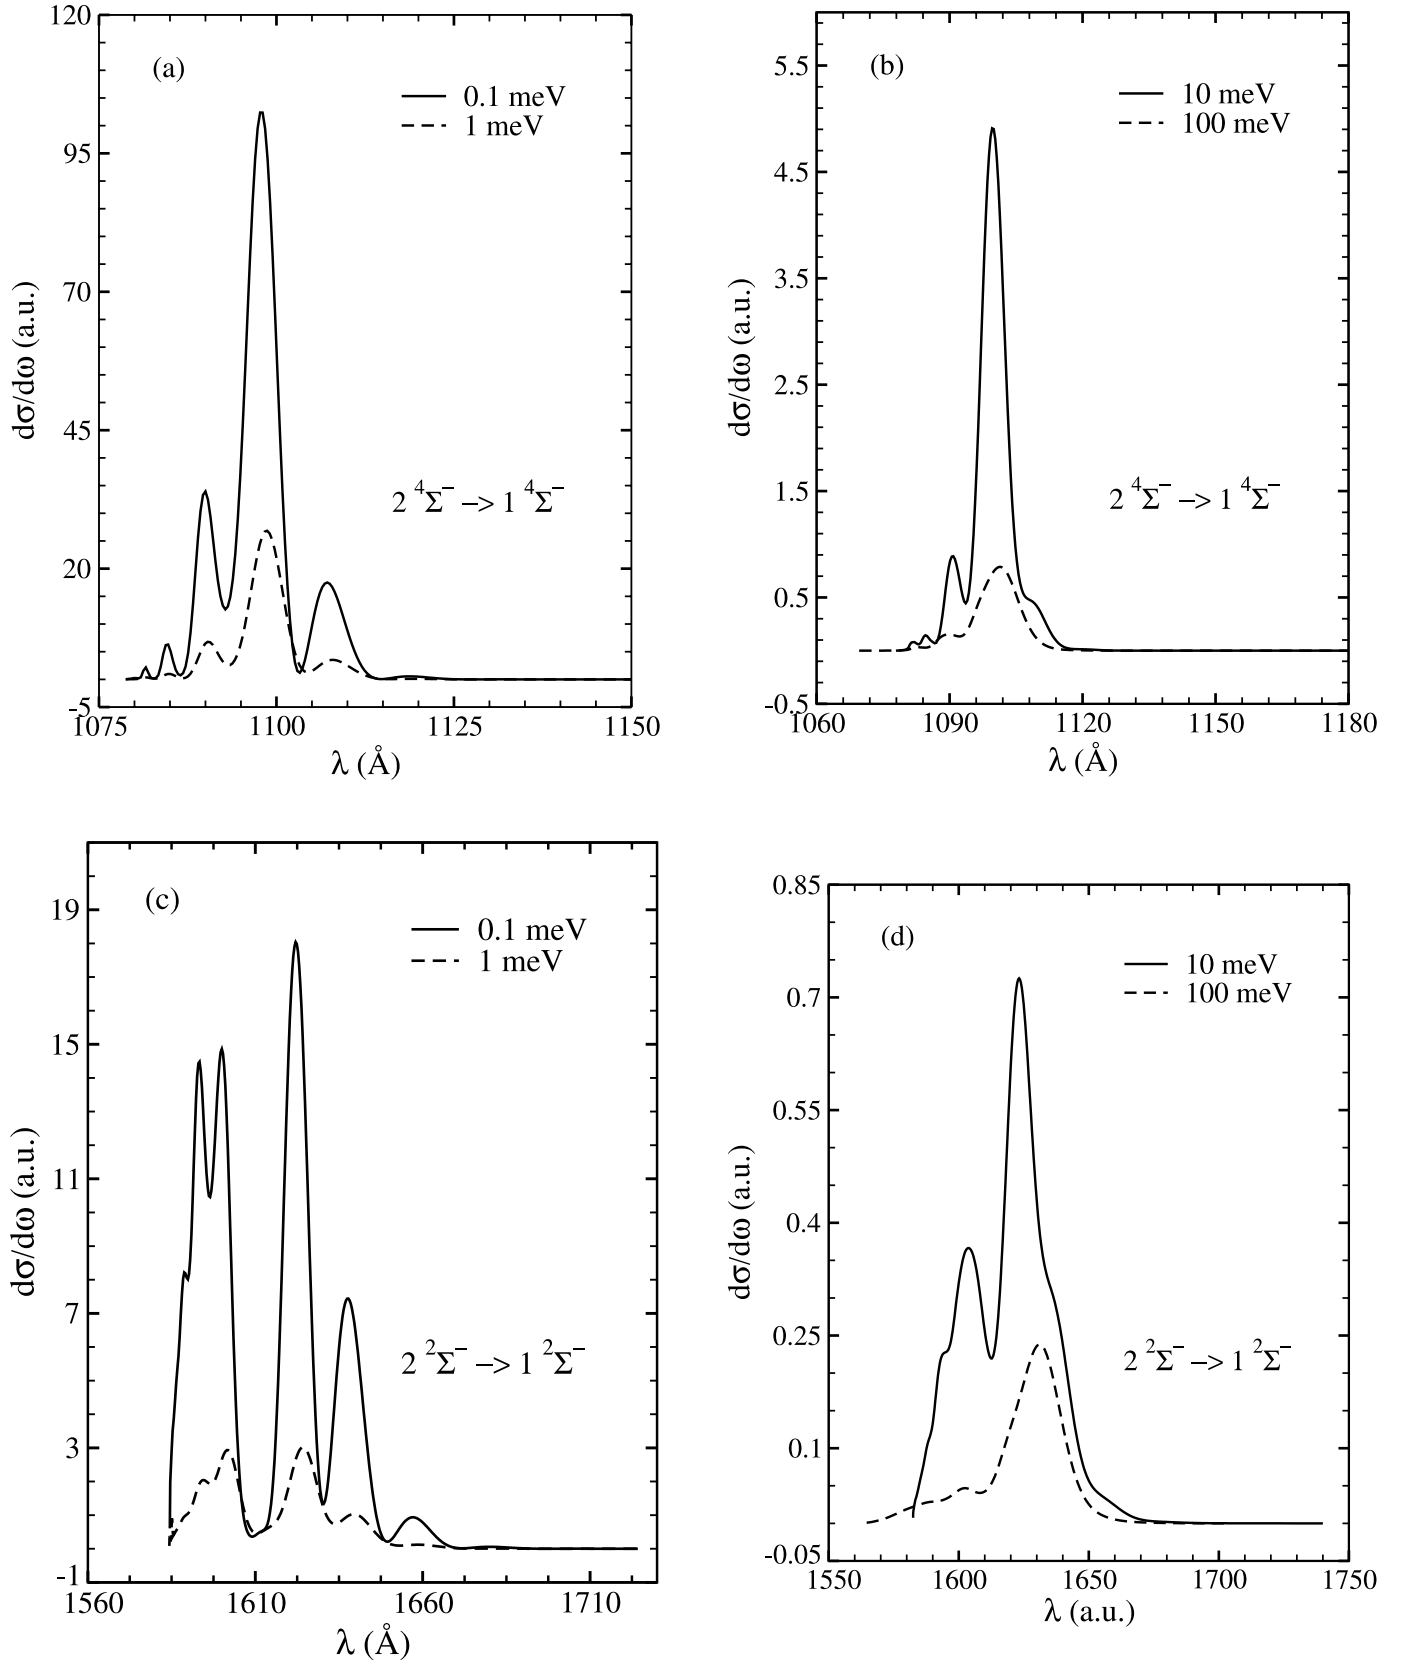 120
95
70
45
20
-5
1075
1100
1125
1150
(a)
0.1 meV
1 meV
2 ⁴Σ⁻ –> 1 ⁴Σ⁻
dσ/dω (a.u.)
λ (Å)
5.5
4.5
3.5
2.5
1.5
0.5
-0.5
1060
1090
1120
1150
1180
(b)
10 meV
100 meV
2 ⁴Σ⁻ –> 1 ⁴Σ⁻
dσ/dω (a.u.)
λ (Å)
19
15
11
7
3
-1
1560
1610
1660
1710
(c)
0.1 meV
1 meV
2 ²Σ⁻ –> 1 ²Σ⁻
dσ/dω (a.u.)
λ (Å)
0.85
0.7
0.55
0.4
0.25
0.1
-0.05
1550
1600
1650
1700
1750
(d)
10 meV
100 meV
2 ²Σ⁻ –> 1 ²Σ⁻
dσ/dω (a.u.)
λ (a.u.)